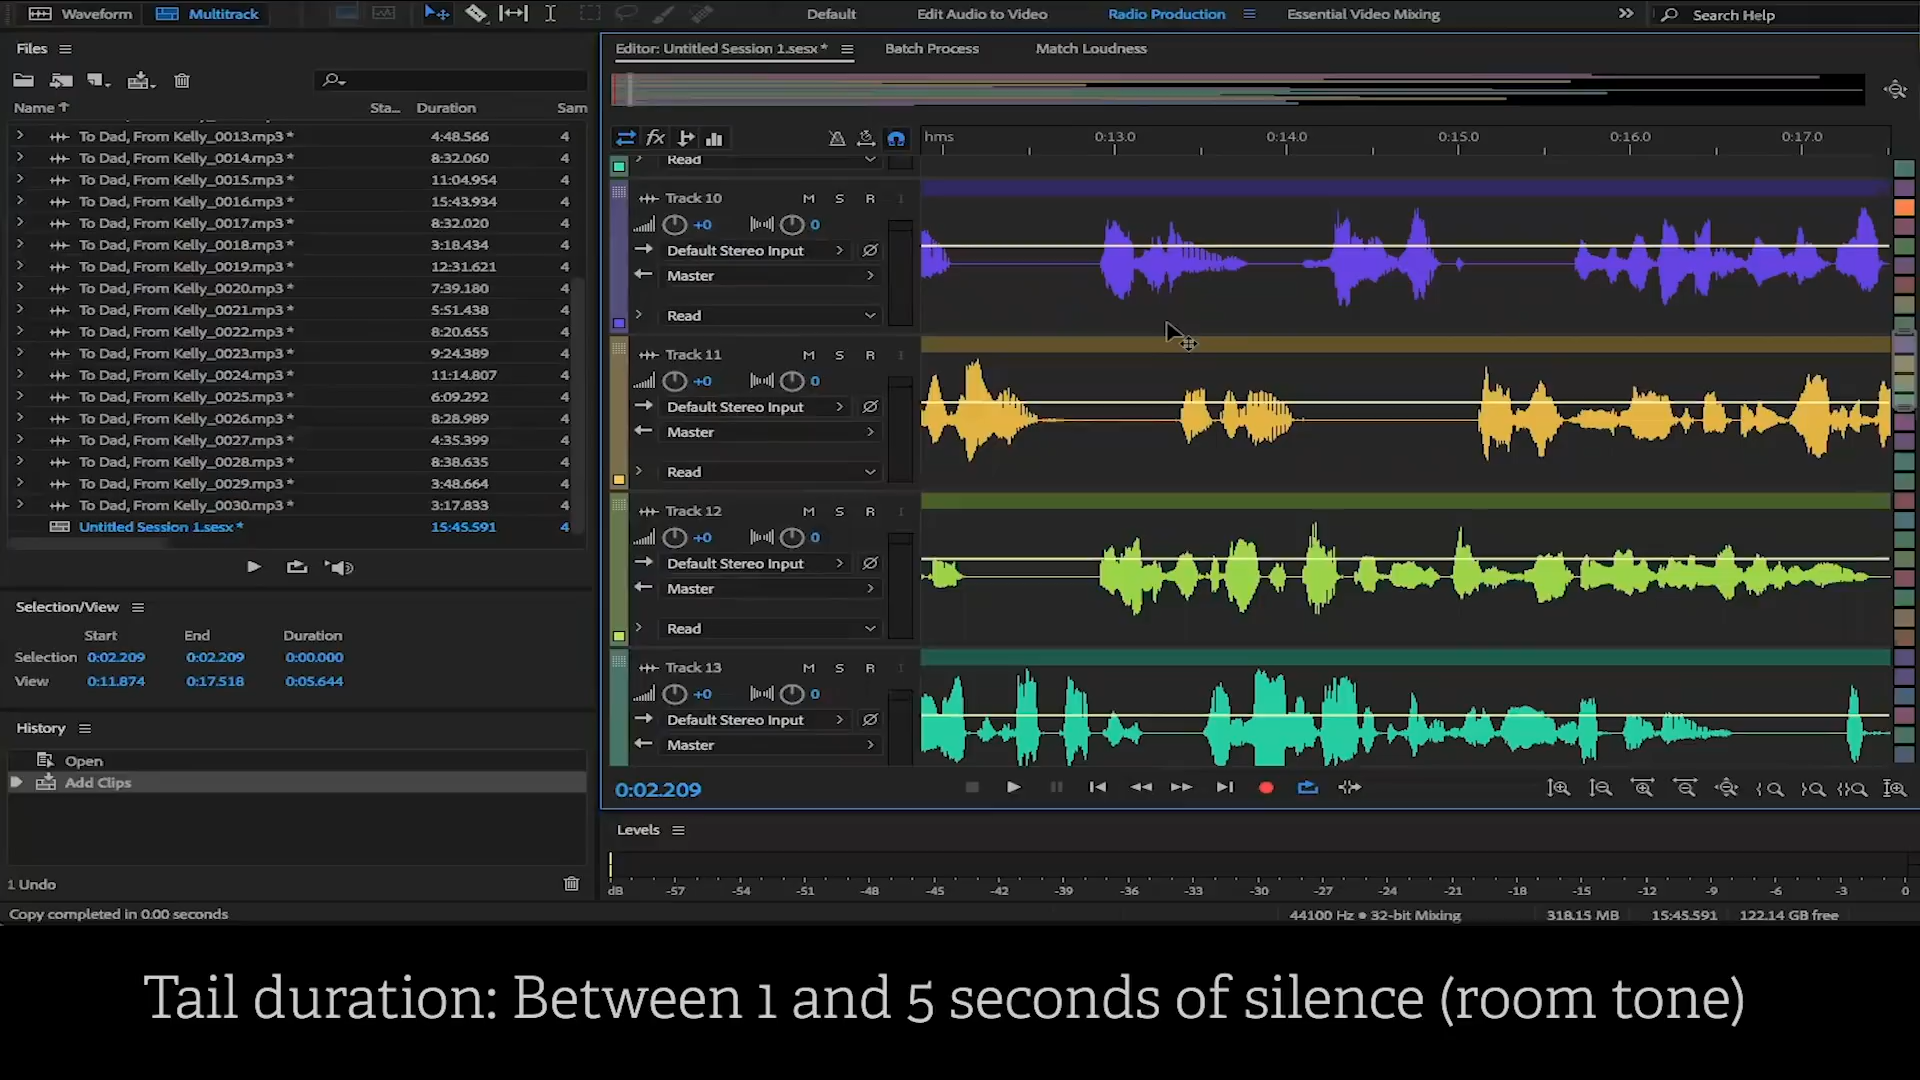 Waveform Multitrack Default Edit Audio to Video Radio Production Essential Video Mixing Search Help
Files
Name Sta... Duration Sam
To Dad, From Kelly_0013.mp3 * 4:48.566 4
To Dad, From Kelly_0014.mp3 * 8:32.060 4
To Dad, From Kelly_0015.mp3 * 11:04.954 4
To Dad, From Kelly_0016.mp3 * 15:43.934 4
To Dad, From Kelly_0017.mp3 * 8:32.020 4
To Dad, From Kelly_0018.mp3 * 3:18.434 4
To Dad, From Kelly_0019.mp3 * 12:31.621 4
To Dad, From Kelly_0020.mp3 * 7:39.180 4
To Dad, From Kelly_0021.mp3 * 5:51.438 4
To Dad, From Kelly_0022.mp3 * 8:20.655 4
To Dad, From Kelly_0023.mp3 * 9:24.389 4
To Dad, From Kelly_0024.mp3 * 11:14.807 4
To Dad, From Kelly_0025.mp3 * 6:09.292 4
To Dad, From Kelly_0026.mp3 * 8:28.989 4
To Dad, From Kelly_0027.mp3 * 4:35.399 4
To Dad, From Kelly_0028.mp3 * 8:38.635 4
To Dad, From Kelly_0029.mp3 * 3:48.664 4
To Dad, From Kelly_0030.mp3 * 3:17.833 4
Untitled Session 1.sesx * 15:45.591 4
Selection/View
Start End Duration
Selection 0:02.209 0:02.209 0:00.000
View 0:11.874 0:17.518 0:05.644
History
Open
Add Clips
1 Undo
Copy completed in 0.00 seconds
Editor: Untitled Session 1.sesx * Batch Process Match Loudness
fx hms 0:13.0 0:14.0 0:15.0 0:16.0 0:17.0
Read
Track 10 M S R I
+0 0
Default Stereo Input
Master
Read
Track 11 M S R I
+0 0
Default Stereo Input
Master
Read
Track 12 M S R I
+0 0
Default Stereo Input
Master
Read
Track 13 M S R I
+0 0
Default Stereo Input
Master
0:02.209
Levels
dB -57 -54 -51 -48 -45 -42 -39 -36 -33 -30 -27 -24 -21 -18 -15 -12 -9 -6 -3 0
44100 Hz ● 32-bit Mixing 318.15 MB 15:45.591 122.14 GB free
Tail duration: Between 1 and 5 seconds of silence (room tone)